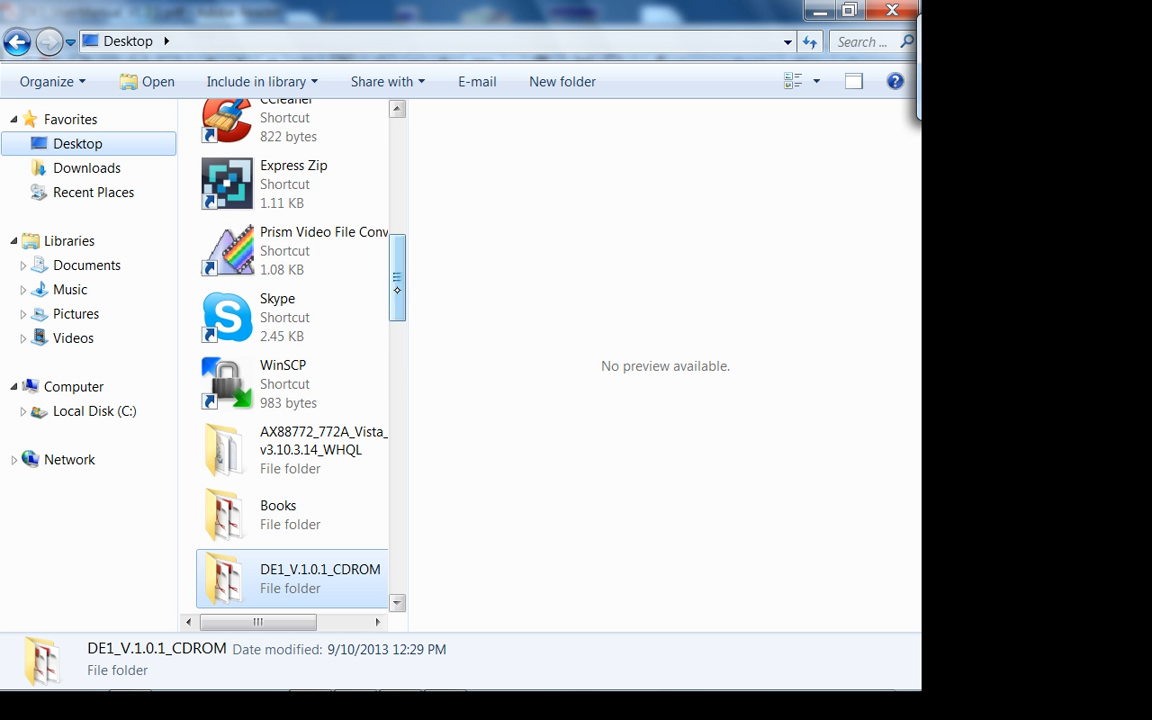 Desktop
Search ...
Organize
Open
Include in library
Share with
E-mail
New folder
Favorites
Desktop
Downloads
Recent Places
Libraries
Documents
Music
Pictures
Videos
Computer
Local Disk (C:)
Network
CCleaner
Shortcut
822 bytes
Express Zip
Shortcut
1.11 KB
Prism Video File Conv
Shortcut
1.08 KB
Skype
Shortcut
2.45 KB
WinSCP
Shortcut
983 bytes
AX88772_772A_Vista_
v3.10.3.14_WHQL
File folder
Books
File folder
DE1_V.1.0.1_CDROM
File folder
No preview available.
DE1_V.1.0.1_CDROM Date modified: 9/10/2013 12:29 PM
File folder